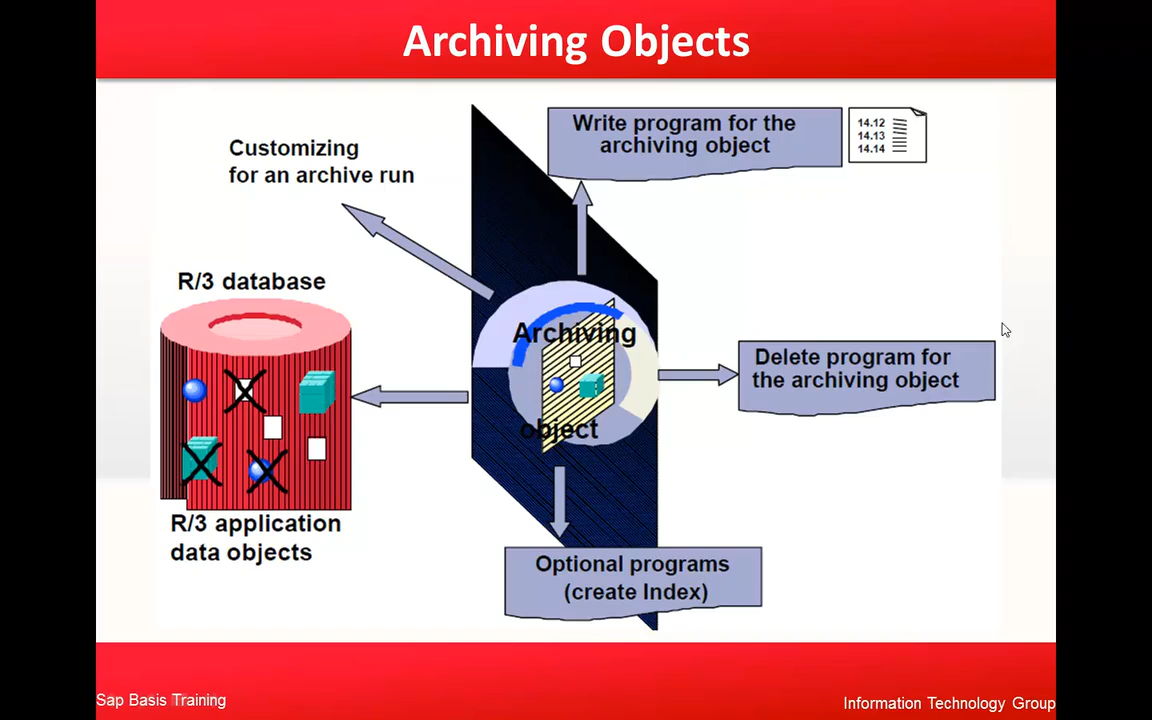 Archiving Objects
Write program for the
archiving object
14.12
14.13
14.14
Customizing
for an archive run
R/3 database
Archiving
object
Delete program for
the archiving object
R/3 application
data objects
Optional programs
(create Index)
Sap Basis Training
Information Technology Group